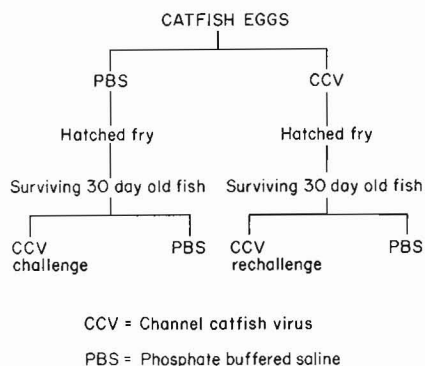 CATFISH EGGS
PBS CCV
Hatched fry Hatched fry
Surviving 30 day old fish Surviving 30 day old fish
CCV challenge PBS CCV rechallenge PBS
CCV = Channel catfish virus
PBS = Phosphate buffered saline